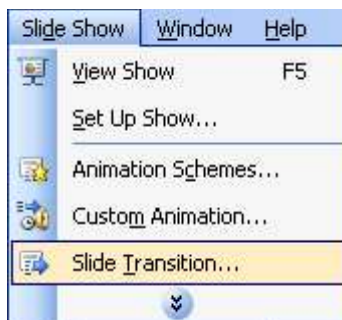 Slide Show Window Help
View Show F5
Set Up Show...
Animation Schemes...
Custom Animation...
Slide Transition...